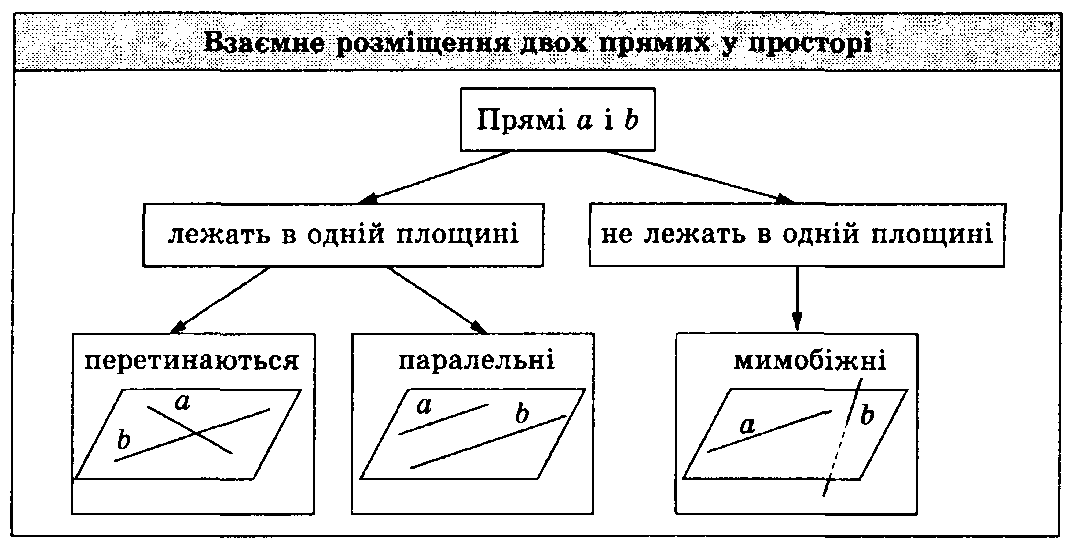 Взаємне розміщення двох прямих у просторі
Прямі a і b
лежать в одній площині
не лежать в одній площині
перетинаються
a
b
паралельні
a
b
мимобіжні
a
b